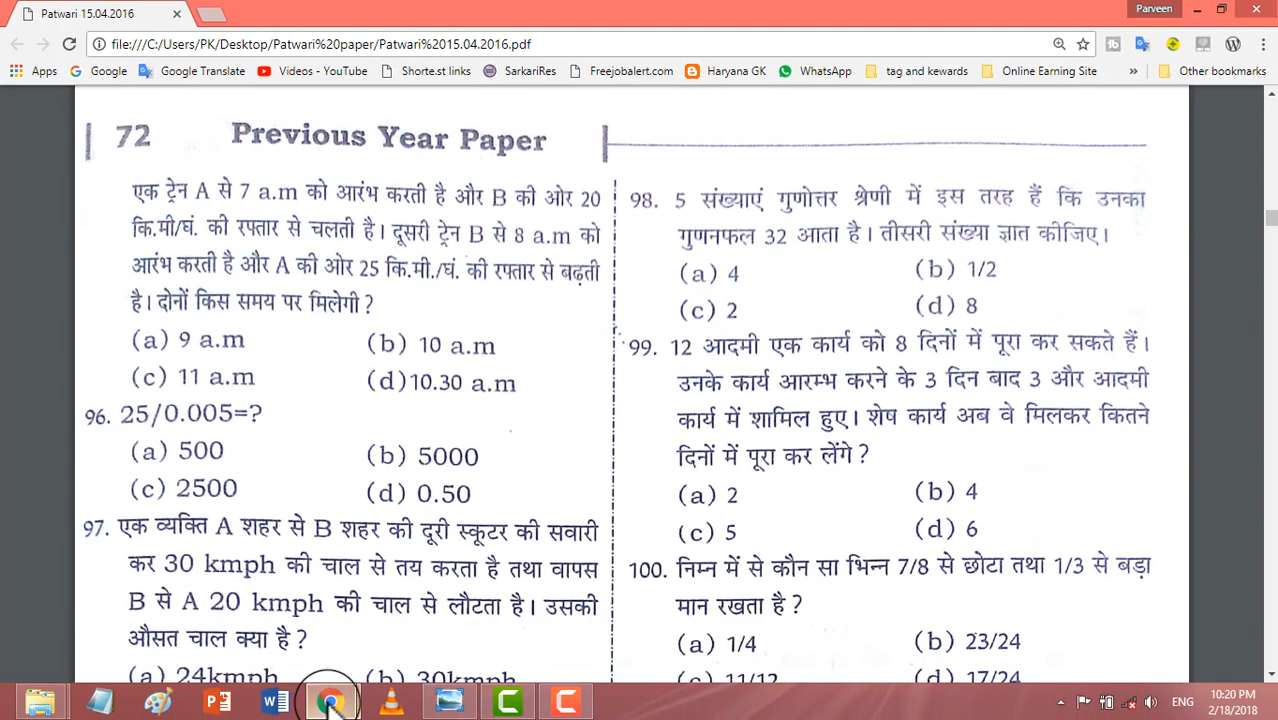 Patwari 15.04.2016
Parveen
file:///C:/Users/PK/Desktop/Patwari%20paper/Patwari%2015.04.2016.pdf
Apps Google Google Translate Videos - YouTube Shorte.st links SarkariRes Freejobalert.com Haryana GK WhatsApp tag and kewards Online Earning Site » Other bookmarks
72 Previous Year Paper
एक ट्रेन A से 7 a.m को आरंभ करती है और B की ओर 20
कि.मी/घं. की रफ्तार से चलती है। दूसरी ट्रेन B से 8 a.m को
आरंभ करती है और A की ओर 25 कि.मी./घं. की रफ्तार से बढ़ती
है। दोनों किस समय पर मिलेगी ?
(a) 9 a.m (b) 10 a.m
(c) 11 a.m (d)10.30 a.m
96. 25/0.005=?
(a) 500 (b) 5000
(c) 2500 (d) 0.50
97. एक व्यक्ति A शहर से B शहर की दूरी स्कूटर की सवारी
कर 30 kmph की चाल से तय करता है तथा वापस
B से A 20 kmph की चाल से लौटता है। उसकी
औसत चाल क्या है ?
(a) 24kmph (b) 30kmph
98. 5 संख्याएं गुणोत्तर श्रेणी में इस तरह हैं कि उनका
गुणनफल 32 आता है। तीसरी संख्या ज्ञात कीजिए।
(a) 4 (b) 1/2
(c) 2 (d) 8
99. 12 आदमी एक कार्य को 8 दिनों में पूरा कर सकते हैं।
उनके कार्य आरम्भ करने के 3 दिन बाद 3 और आदमी
कार्य में शामिल हुए। शेष कार्य अब वे मिलकर कितने
दिनों में पूरा कर लेंगे ?
(a) 2 (b) 4
(c) 5 (d) 6
100. निम्न में से कौन सा भिन्न 7/8 से छोटा तथा 1/3 से बड़ा
मान रखता है ?
(a) 1/4 (b) 23/24
(c) 11/12 (d) 17/24
ENG
10:20 PM
2/18/2018